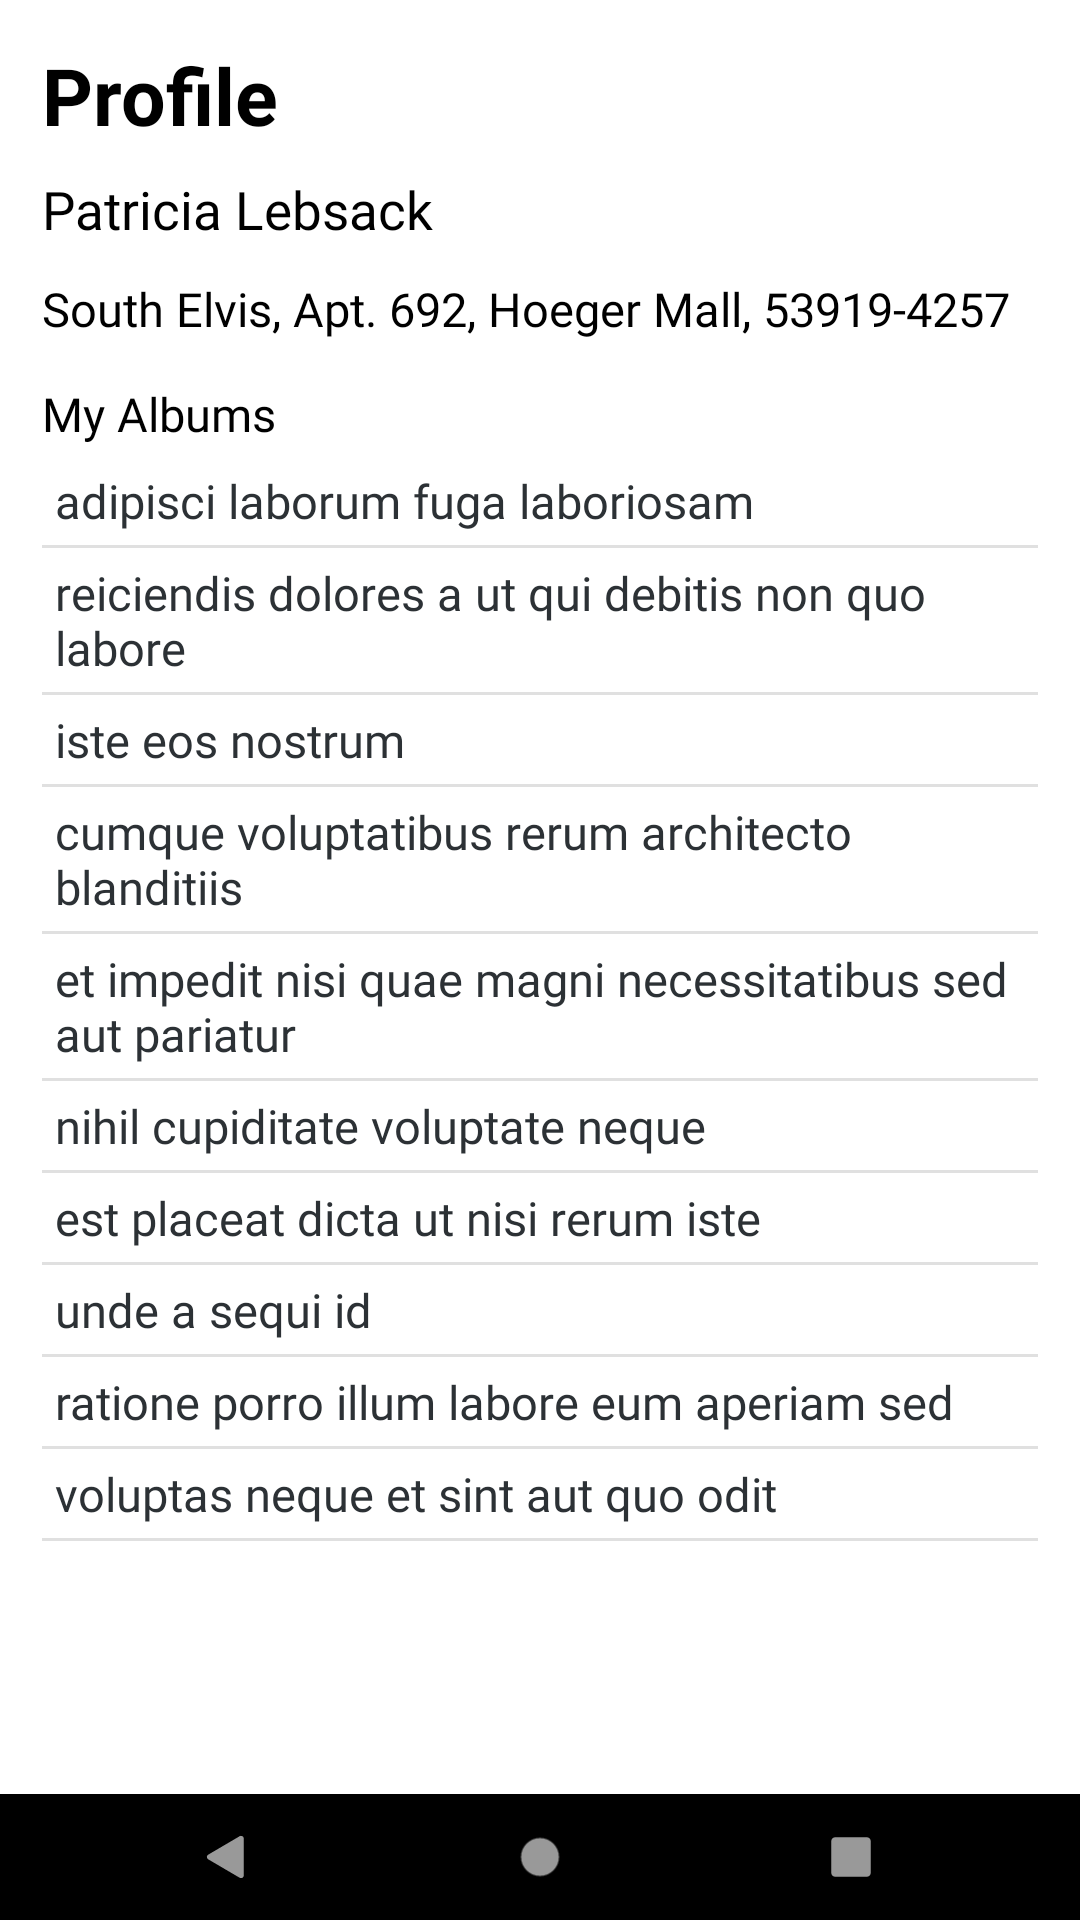 Profile
Patricia Lebsack
South Elvis, Apt. 692, Hoeger Mall, 53919-4257
My Albums
adipisci laborum fuga laboriosam
reiciendis dolores a ut qui debitis non quo
labore
iste eos nostrum
cumque voluptatibus rerum architecto
blanditiis
et impedit nisi quae magni necessitatibus sed
aut pariatur
nihil cupiditate voluptate neque
est placeat dicta ut nisi rerum iste
unde a sequi id
ratione porro illum labore eum aperiam sed
voluptas neque et sint aut quo odit